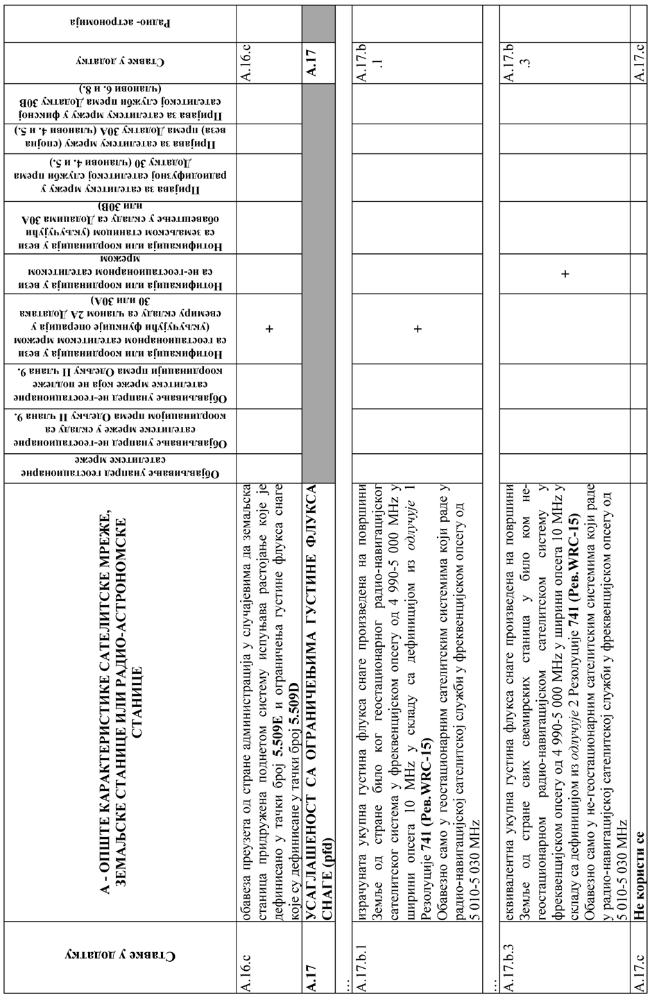 Ставке у додатку
А - ОПШТЕ КАРАКТЕРИСТИКЕ САТЕЛИТСКЕ МРЕЖЕ,
ЗЕМАЉСКЕ СТАНИЦЕ ИЛИ РАДИО-АСТРОНОМСКЕ
СТАНИЦЕ
Објављивање унапред геостационарне
сателитске мреже
Објављивање унапред не-геостационарне
сателитске мреже у складу са
координацијом према Одељку II члана 9.
Објављивање унапред не-геостационарне
сателитске мреже која не подлеже
координацији према Одељку II члана 9.
Нотификација или координација у вези
са геостационарном сателитском мрежом
(укључујући функције операција у
свемиру складу са чланом 2А Додатака
30 или 30А)
Нотификација или координација у вези
са не-геостационарном сателитском
мрежом
Нотификација или координација у вези
са земаљском станицом (укључујући
обавештење у складу са Додацима 30А
или 30В)
Пријава за сателитску мрежу у
радиодифузној сателитској служби према
Додатку 30 (чланови 4. и 5.)
Пријава за сателитску мрежу (спојна
веза) према Додатку 30А (чланови 4. и 5.)
Пријава за сателитску мрежу у фиксној
сателитској служби према Додатку 30В
(чланови 6. и 8.)
Ставке у додатку
Радио- астрономија
A.16.c
обавеза преузета од стране администрација у случајевима да земаљска
станица придружена поднетом систему испуњава растојање које је
дефинисано у тачки број 5.509E и ограничења густине флукса снаге
које су дефинисане у тачки број 5.509D
+
A.16.c
A.17
УСАГЛАШЕНОСТ СА ОГРАНИЧЕЊИМА ГУСТИНЕ ФЛУКСА
СНАГЕ (pfd)
A.17
...
A.17.b.1
израчуната укупна густина флукса снаге произведена на површини
Земље од стране било ког геостационарног радио-навигацијског
сателитског система у фреквенцијском опсегу од 4 990-5 000 MHz у
ширини опсега 10 MHz у складу са дефиницијом из одлучује 1
Резолуције 741 (Рев.WRC-15)
Обавезно само у геостационарним сателитским системима који раде у
радио-навигацијској сателитској служби у фреквенцијском опсегу од
5 010-5 030 MHz
+
A.17.b
.1
...
A.17.b.3
еквивалентна укупна густина флукса снаге произведена на површини
Земље од стране свих свемирских станица у било ком не-
геостационарном радио-навигацијском сателитском систему у
фреквенцијском опсегу од 4 990-5 000 MHz у ширини опсега 10 MHz у
складу са дефиницијом из одлучује 2 Резолуције 741 (Рев.WRC-15)
Обавезно само у не-геостационарним сателитским системима који раде
у радио-навигацијској сателитској служби у фреквенцијском опсегу од
5 010-5 030 MHz
+
A.17.b
.3
A.17.c
Не користи се
A.17.c